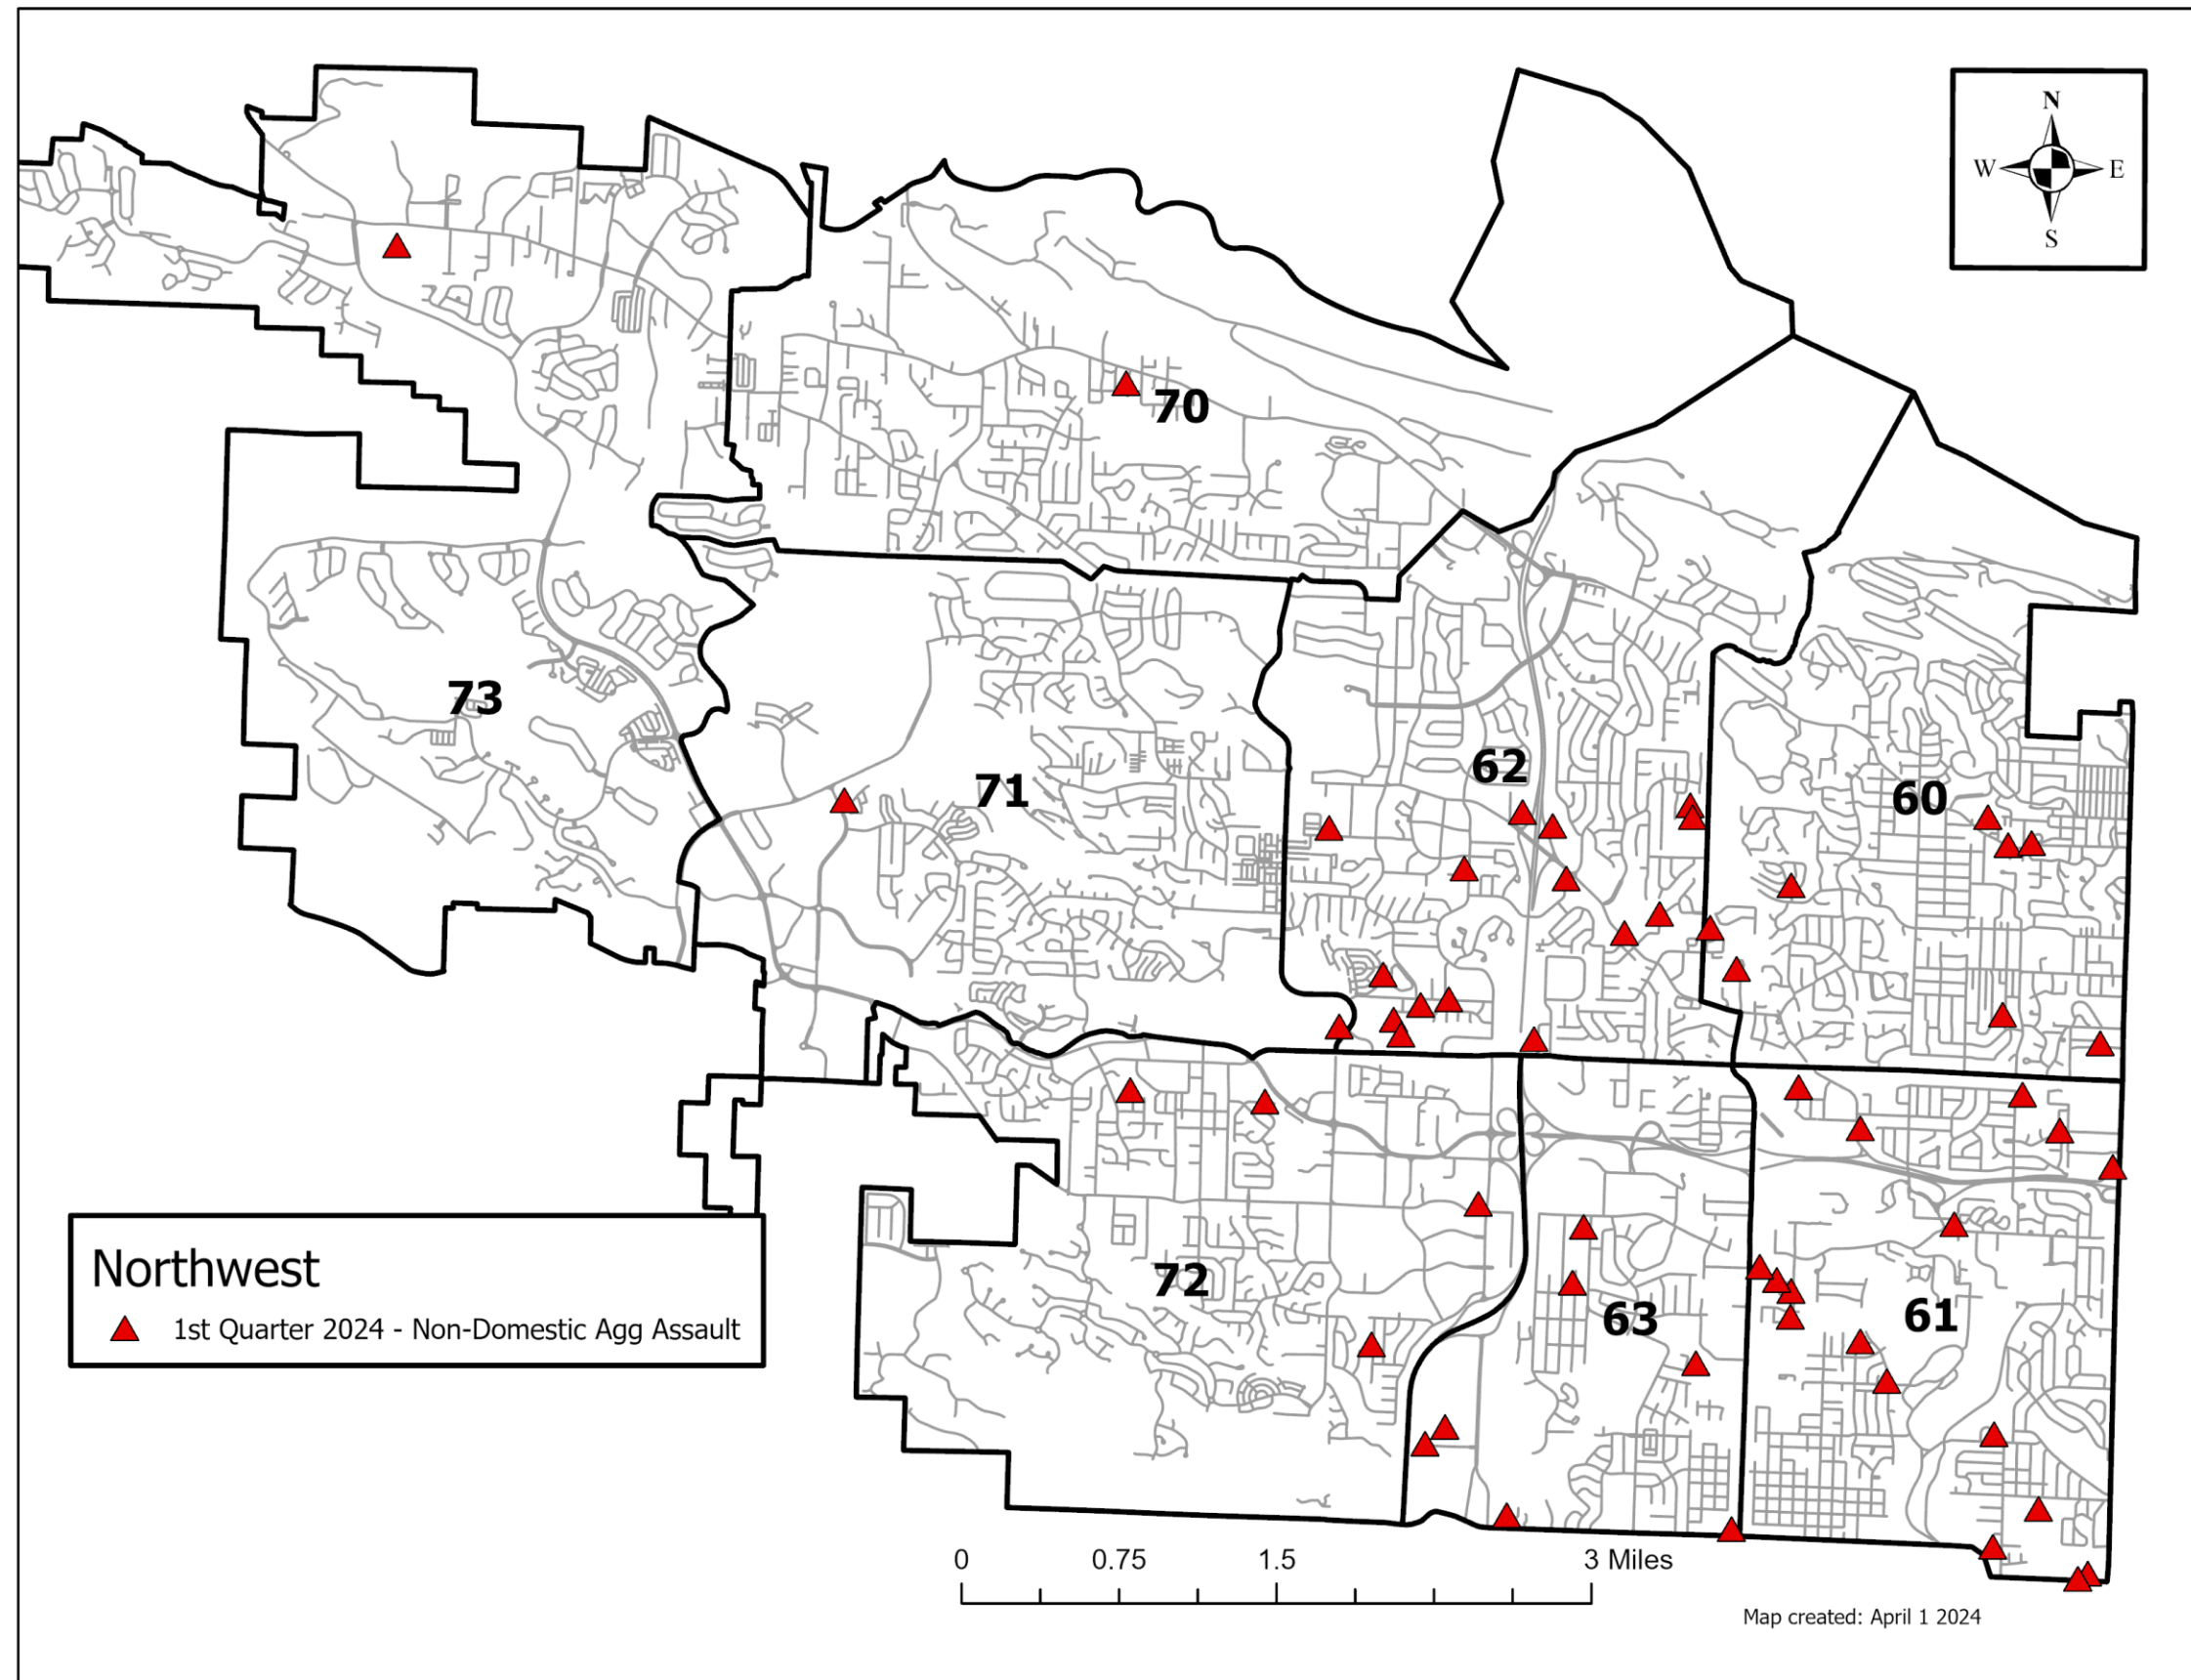 N
W E
S
70
73
71
62
60
72
63
61
Northwest
1st Quarter 2024 - Non-Domestic Agg Assault
0 0.75 1.5 3 Miles
Map created: April 1 2024